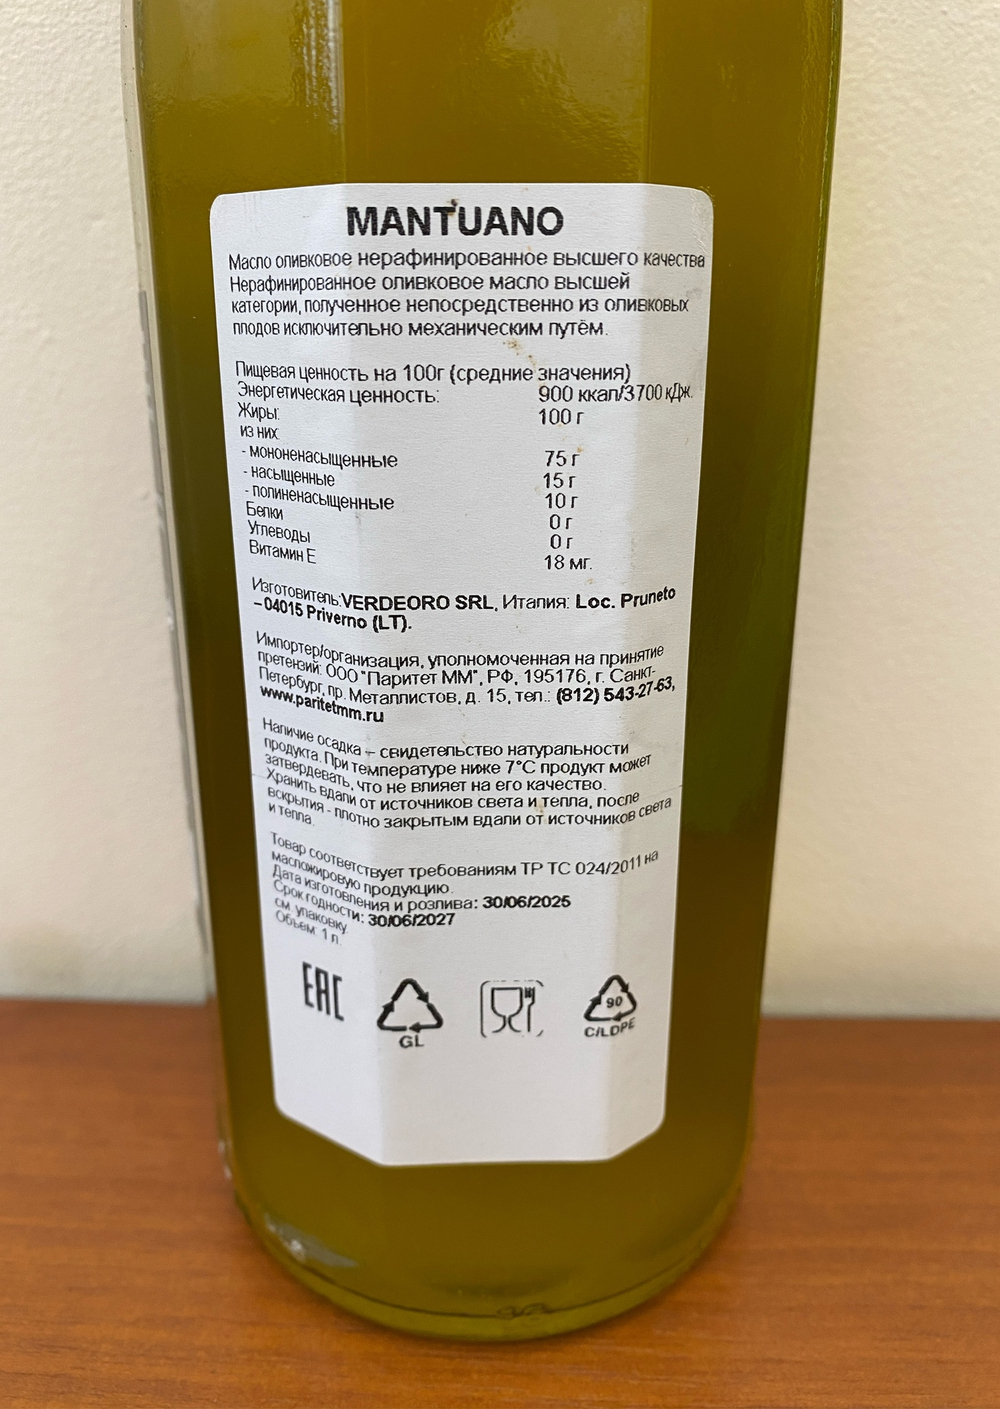 MANTUANO
Масло оливковое нерафинированное высшего качества
Нерафинированное оливковое масло высшей
категории, полученное непосредственно из оливковых
плодов исключительно механическим путём.
Пищевая ценность на 100г (средние значения)
Энергетическая ценность: 900 ккал/3700 кДж.
Жиры: 100 г
из них:
- мононенасыщенные 75 г
- насыщенные 15 г
- полиненасыщенные 10 г
Белки 0 г
Углеводы 0 г
Витамин Е 18 мг.
Изготовитель:VERDEORO SRL, Италия: Loc. Pruneto
– 04015 Priverno (LT).
Импортер/организация, уполномоченная на принятие
претензий: ООО "Паритет ММ", РФ, 195176, г. Санкт-
Петербург, пр. Металлистов, д. 15, тел.: (812) 543-27-63,
www.paritetmm.ru
Наличие осадка – свидетельство натуральности
продукта. При температуре ниже 7°С продукт может
затвердевать, что не влияет на его качество.
Хранить вдали от источников света и тепла, после
вскрытия - плотно закрытым вдали от источников света
и тепла.
Товар соответствует требованиям ТР ТС 024/2011 на
масложировую продукцию.
Дата изготовления и розлива: 30/06/2025
Срок годности: 30/06/2027
см. упаковку.
Объем: 1 л.
EAC
GL
90
C/LDPE